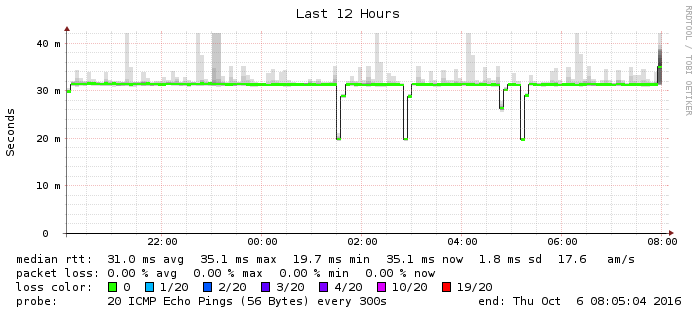 Last 12 Hours
RRDTOOL / TOBI OETIKER
Seconds
40 m
30 m
20 m
10 m
0
22:00 00:00 02:00 04:00 06:00 08:00
median rtt: 31.0 ms avg 35.1 ms max 19.7 ms min 35.1 ms now 1.8 ms sd 17.6 am/s
packet loss: 0.00 % avg 0.00 % max 0.00 % min 0.00 % now
loss color: 0 1/20 2/20 3/20 4/20 10/20 19/20
probe: 20 ICMP Echo Pings (56 Bytes) every 300s end: Thu Oct 6 08:05:04 2016